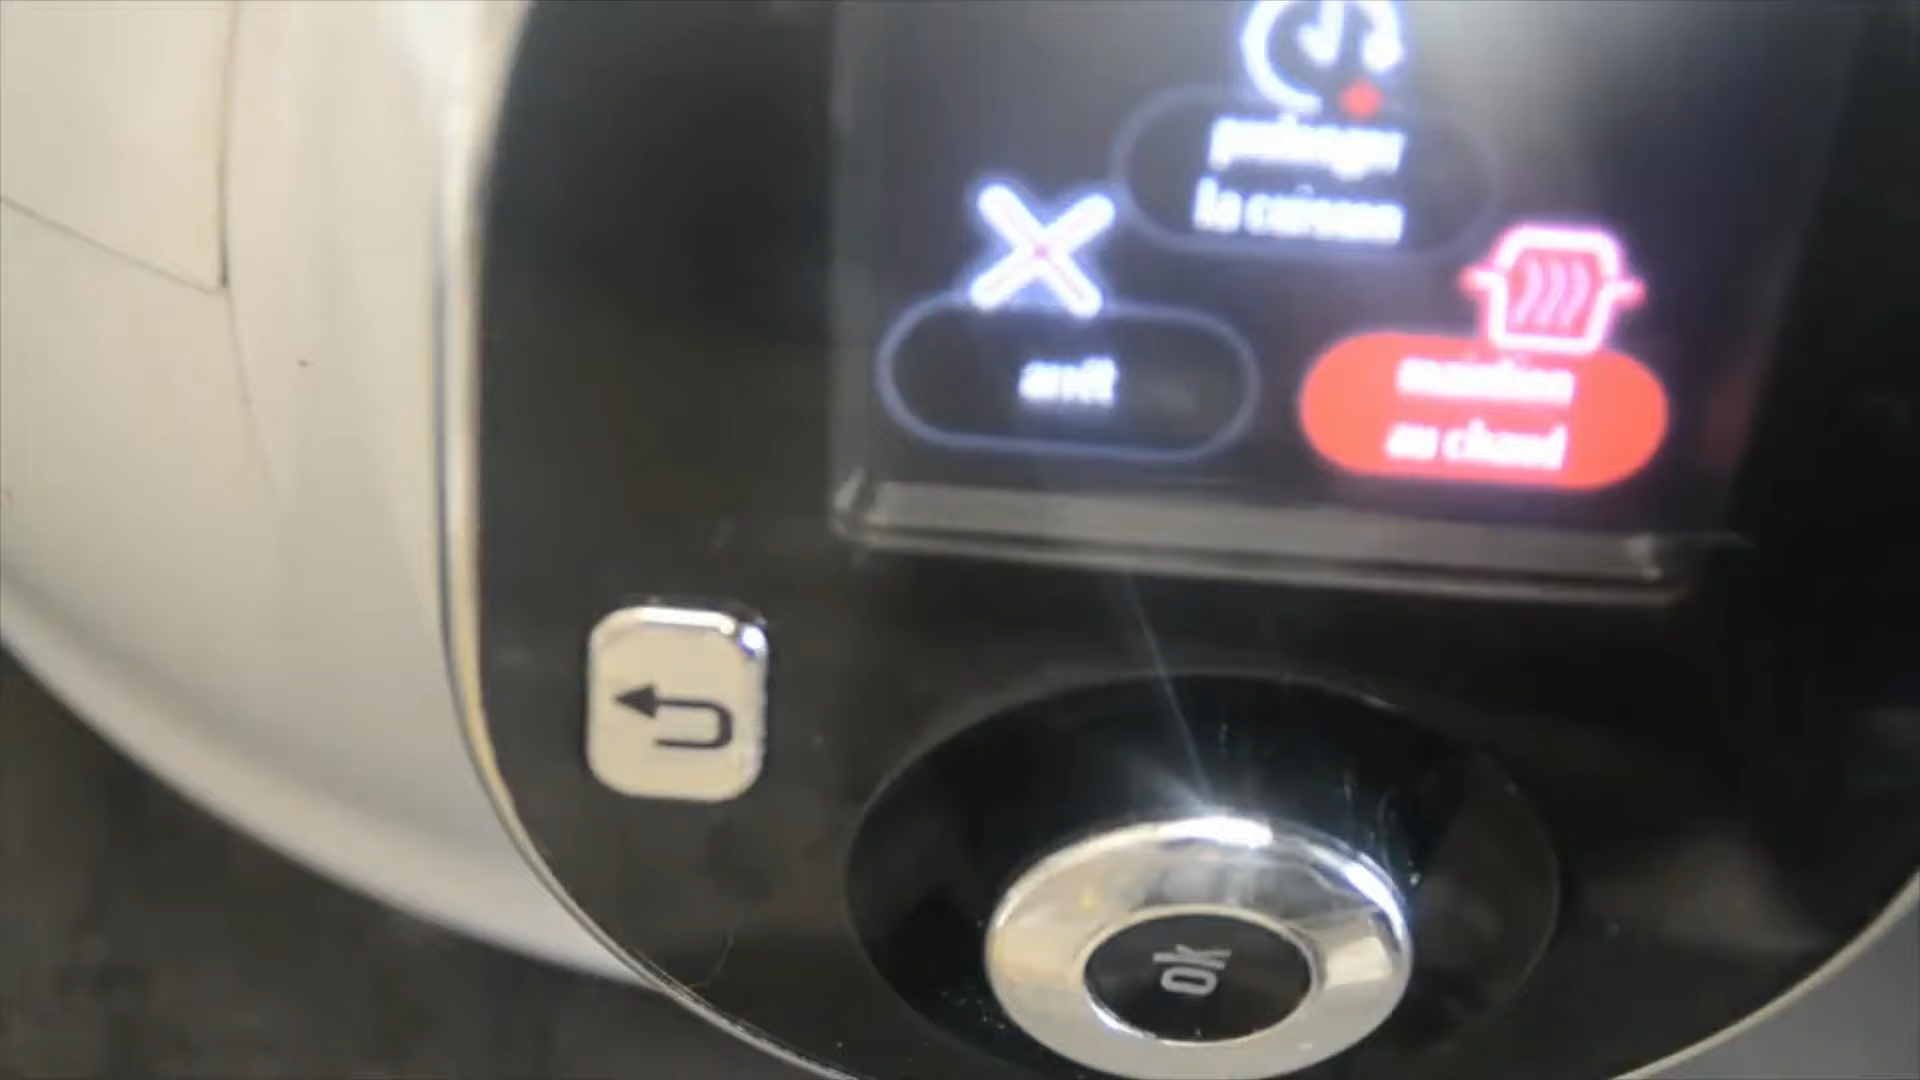 prolonger
la cuisson
arrêt
maintien
au chaud
ok